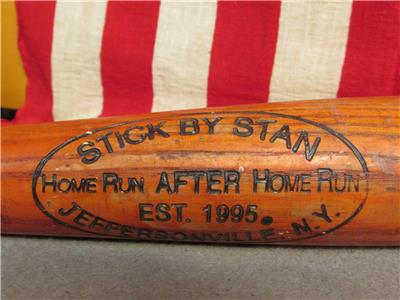 STICK BY STAN
HOME RUN AFTER HOME RUN
EST. 1995.
JEFFERSONVILLE, N.Y.